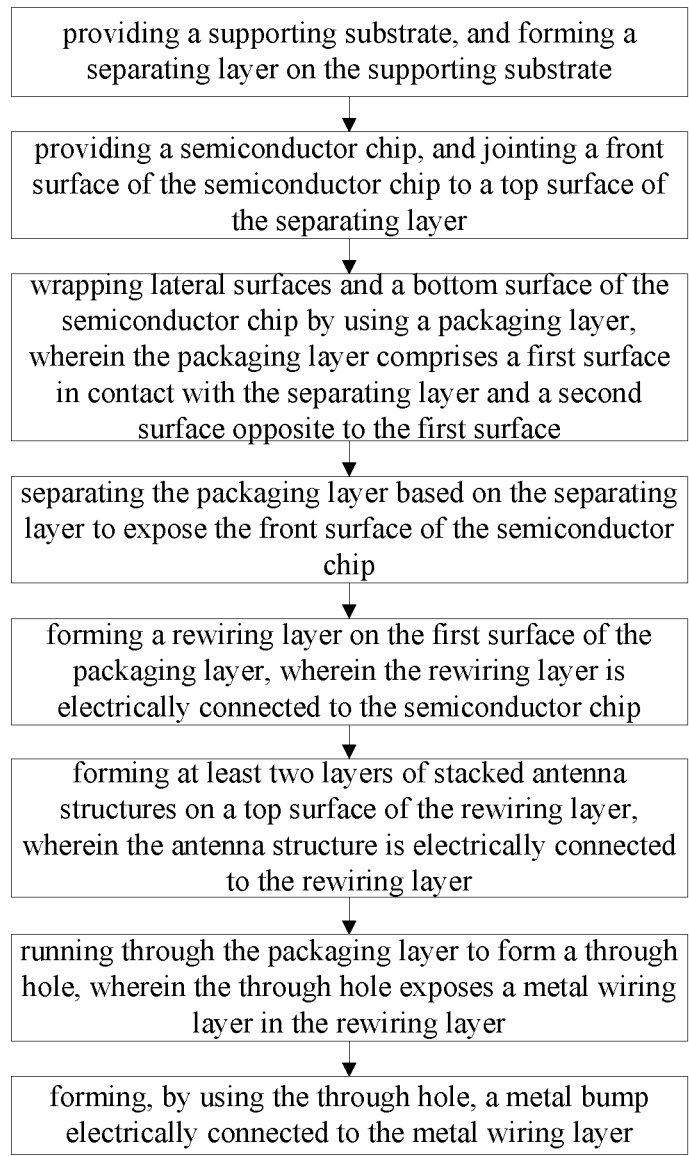 providing a supporting substrate, and forming a
separating layer on the supporting substrate
providing a semiconductor chip, and jointing a front
surface of the semiconductor chip to a top surface of
the separating layer
wrapping lateral surfaces and a bottom surface of the
semiconductor chip by using a packaging layer,
wherein the packaging layer comprises a first surface
in contact with the separating layer and a second
surface opposite to the first surface
separating the packaging layer based on the separating
layer to expose the front surface of the semiconductor
chip
forming a rewiring layer on the first surface of the
packaging layer, wherein the rewiring layer is
electrically connected to the semiconductor chip
forming at least two layers of stacked antenna
structures on a top surface of the rewiring layer,
wherein the antenna structure is electrically connected
to the rewiring layer
running through the packaging layer to form a through
hole, wherein the through hole exposes a metal wiring
layer in the rewiring layer
forming, by using the through hole, a metal bump
electrically connected to the metal wiring layer